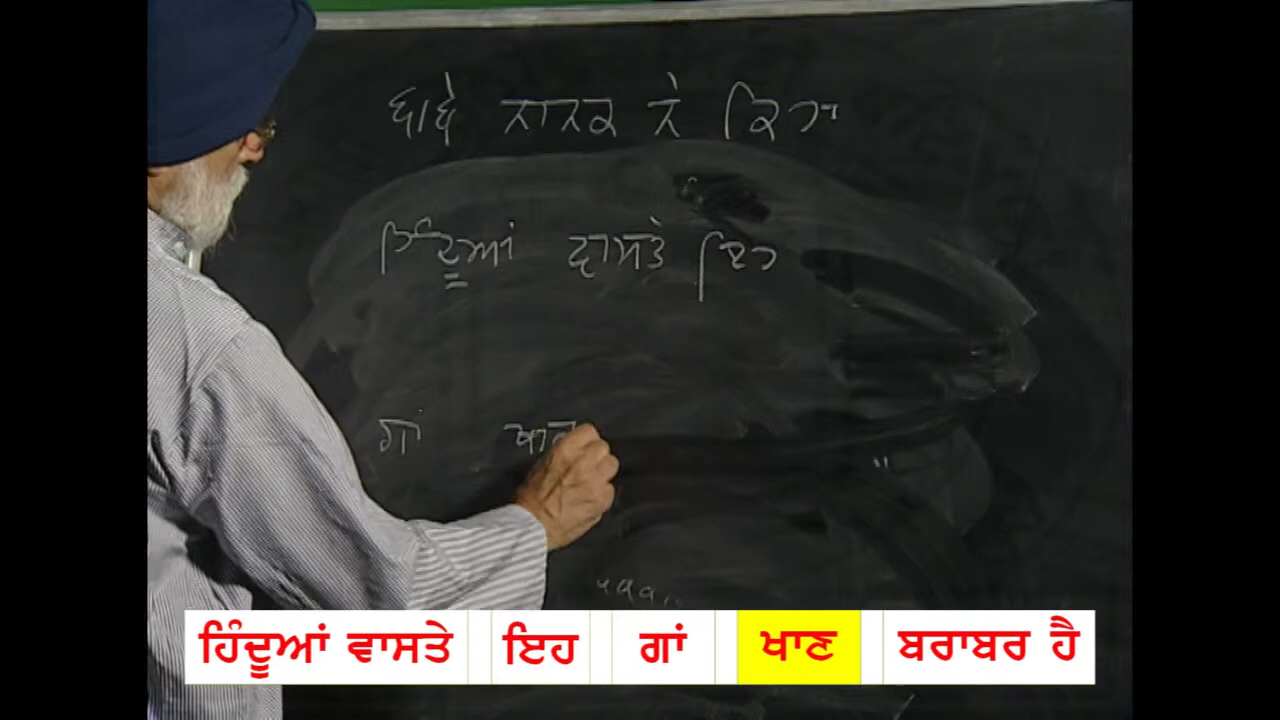 ਬਾਬੇ ਨਾਨਕ ਨੇ ਕਿਹਾ
ਹਿੰਦੂਆਂ ਵਾਸਤੇ ਇਹ
ਗਾਂ ਖਾਣ
ਹਿੰਦੂਆਂ ਵਾਸਤੇ ਇਹ ਗਾਂ ਖਾਣ ਬਰਾਬਰ ਹੈ